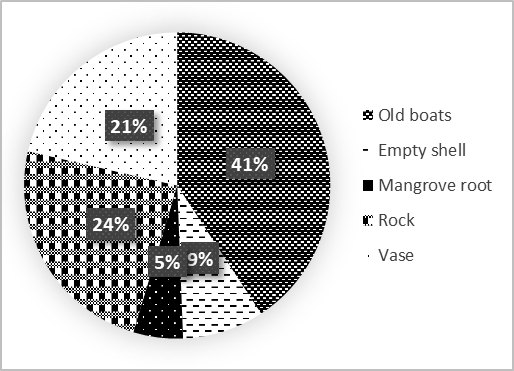 21%
41%
24%
5%
9%
Old boats
Empty shell
Mangrove root
Rock
Vase